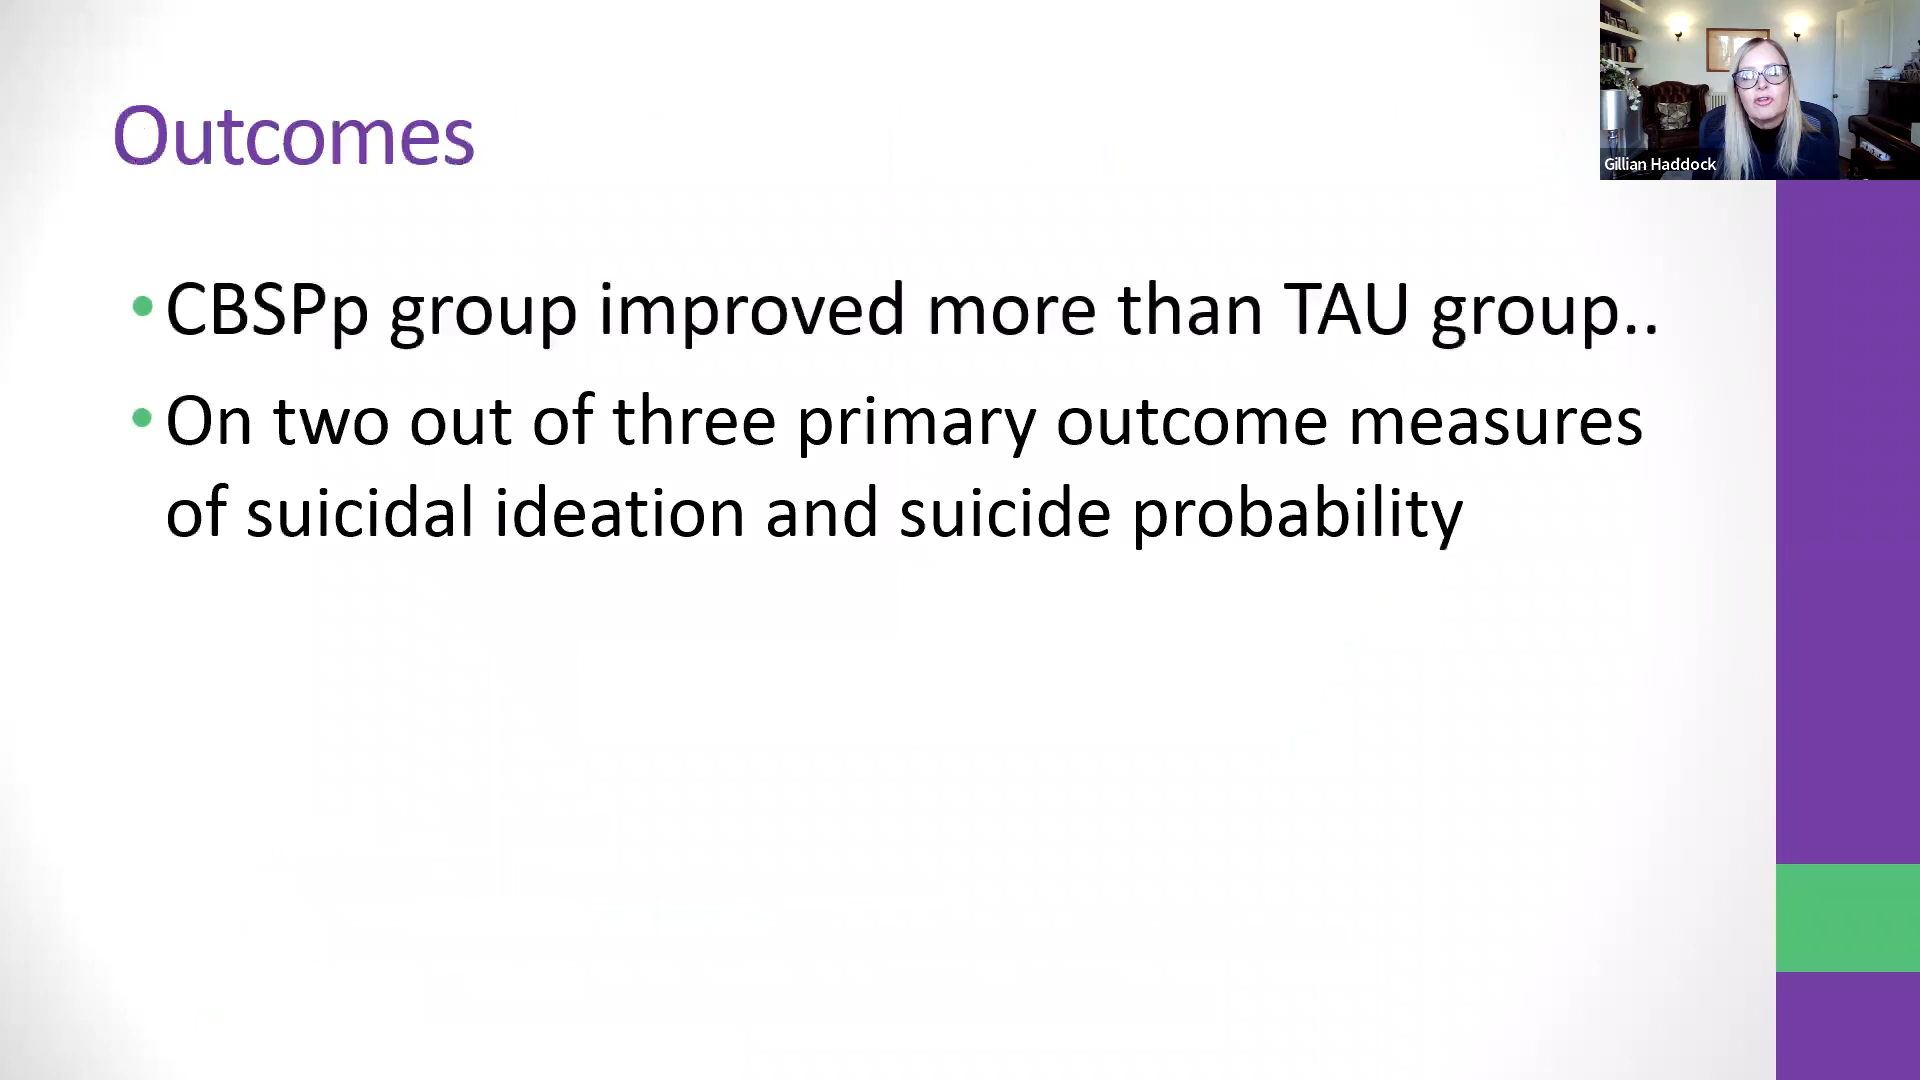 Outcomes
• CBSPp group improved more than TAU group..
• On two out of three primary outcome measures
of suicidal ideation and suicide probability
Gillian Haddock